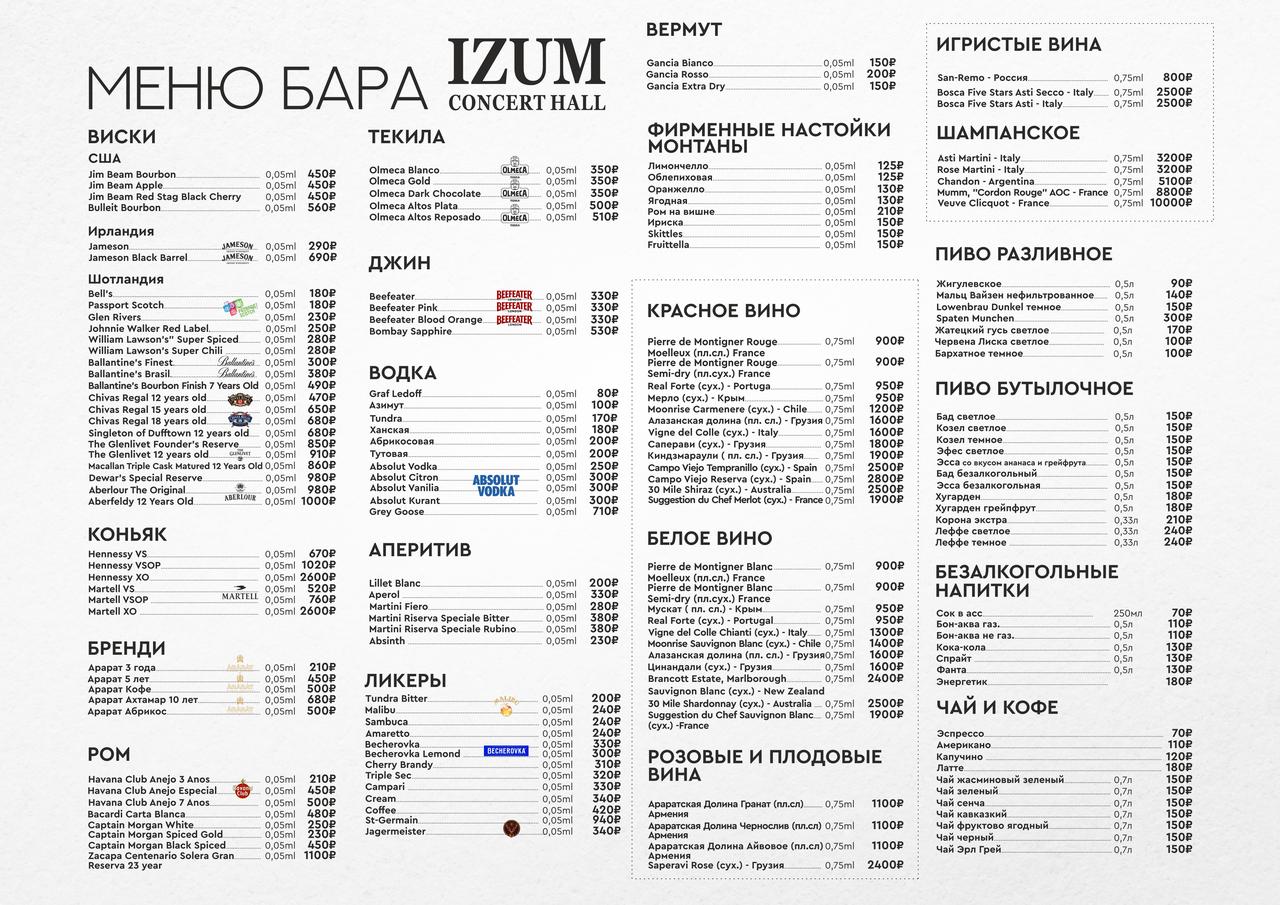 МЕНЮ БАРА
IZUM
CONCERT HALL
ВИСКИ
США
Jim Beam Bourbon 0,05ml 450₽
Jim Beam Apple 0,05ml 450₽
Jim Beam Red Stag Black Cherry 0,05ml 450₽
Bulleit Bourbon 0,05ml 560₽
Ирландия
Jameson JAMESON 0,05ml 290₽
Jameson Black Barrel JAMESON 0,05ml 690₽
Шотландия
Bell's 0,05ml 180₽
Passport Scotch 0,05ml 180₽
Glen Rivers 0,05ml 230₽
Johnnie Walker Red Label 0,05ml 250₽
William Lawson's" Super Spiced 0,05ml 280₽
William Lawson's Super Chili 0,05ml 280₽
Ballantine's Finest Ballantine's 0,05ml 300₽
Ballantine's Brasil Ballantine's 0,05ml 380₽
Ballantine's Bourbon Finish 7 Years Old 0,05ml 490₽
Chivas Regal 12 years old 0,05ml 470₽
Chivas Regal 15 years old 0,05ml 650₽
Chivas Regal 18 years old 0,05ml 680₽
Singleton of Dufftown 12 years old 0,05ml 680₽
The Glenlivet Founder's Reserve 0,05ml 850₽
The Glenlivet 12 years old THE GLENLIVET 0,05ml 910₽
Macallan Triple Cask Matured 12 Years Old 0,05ml 860₽
Dewar's Special Reserve 0,05ml 980₽
Aberlour The Original 0,05ml 980₽
Aberfeldy 12 Years Old ABERLOUR 0,05ml 1000₽
КОНЬЯК
Hennessy VS 0,05ml 670₽
Hennessy VSOP 0,05ml 1020₽
Hennessy XO 0,05ml 2600₽
Martell VS 0,05ml 520₽
Martell VSOP MARTELL 0,05ml 760₽
Martell XO 0,05ml 2600₽
БРЕНДИ
Арарат 3 года ARARAT 0,05ml 210₽
Арарат 5 лет ARARAT 0,05ml 450₽
Арарат Кофе 0,05ml 500₽
Арарат Ахтамар 10 лет ARARAT 0,05ml 680₽
Арарат Абрикос ARARAT 0,05ml 500₽
РОМ
Havana Club Anejo 3 Anos 0,05ml 210₽
Havana Club Anejo Especial Havana Club 0,05ml 450₽
Havana Club Anejo 7 Anos 0,05ml 500₽
Bacardi Carta Blanca 0,05ml 480₽
Captain Morgan White 0,05ml 250₽
Captain Morgan Spiced Gold 0,05ml 230₽
Captain Morgan Black Spiced 0,05ml 450₽
Zacapa Centenario Solera Gran 0,05ml 1100₽
Reserva 23 year
ТЕКИЛА
Olmeca Blanco OLMECA 0,05ml 350₽
Olmeca Gold 0,05ml 350₽
Olmeca Dark Chocolate OLMECA 0,05ml 350₽
Olmeca Altos Plata 0,05ml 500₽
Olmeca Altos Reposado OLMECA 0,05ml 510₽
ДЖИН
Beefeater BEEFEATER 0,05ml 330₽
Beefeater Pink BEEFEATER 0,05ml 330₽
Beefeater Blood Orange BEEFEATER 0,05ml 330₽
Bombay Sapphire 0,05ml 530₽
ВОДКА
Graf Ledoff 0,05ml 80₽
Азимут 0,05ml 100₽
Tundra 0,05ml 170₽
Ханская 0,05ml 180₽
Абрикосовая 0,05ml 200₽
Тутовая 0,05ml 200₽
Absolut Vodka 0,05ml 250₽
Absolut Citron 0,05ml 300₽
Absolut Vanilia ABSOLUT VODKA 0,05ml 300₽
Absolut Kurant 0,05ml 300₽
Grey Goose 0,05ml 710₽
АПЕРИТИВ
Lillet Blanc 0,05ml 200₽
Aperol 0,05ml 330₽
Martini Fiero 0,05ml 280₽
Martini Riserva Speciale Bitter 0,05ml 380₽
Martini Riserva Speciale Rubino 0,05ml 380₽
Absinth 0,05ml 230₽
ЛИКЕРЫ
Tundra Bitter 0,05ml 200₽
Malibu MALIBU 0,05ml 240₽
Sambuca 0,05ml 240₽
Amaretto 0,05ml 240₽
Becherovka 0,05ml 330₽
Becherovka Lemond BECHEROVKA 0,05ml 300₽
Cherry Brandy 0,05ml 310₽
Triple Sec 0,05ml 320₽
Campari 0,05ml 330₽
Cream 0,05ml 340₽
Coffee 0,05ml 420₽
St-Germain 0,05ml 940₽
Jagermeister 0,05ml 340₽
ВЕРМУТ
Gancia Bianco 0,05ml 150₽
Gancia Rosso 0,05ml 200₽
Gancia Extra Dry 0,05ml 150₽
ФИРМЕННЫЕ НАСТОЙКИ
МОНТАНЫ
Лимончелло 0,05ml 125₽
Облепиховая 0,05ml 125₽
Оранжелло 0,05ml 130₽
Ягодная 0,05ml 130₽
Ром на вишне 0,05ml 210₽
Ириска 0,05ml 150₽
Skittles 0,05ml 150₽
Fruittella 0,05ml 150₽
КРАСНОЕ ВИНО
Pierre de Montigner Rouge 0,75ml 900₽
Moelleux (пл.сл.) France
Pierre de Montigner Rouge 0,75ml 900₽
Semi-dry (пл.сух.) France
Real Forte (сух.) - Portuga 0,75ml 950₽
Мерло (сух.) - Крым 0,75ml 950₽
Moonrise Carmenere (сух.) - Chile 0,75ml 1200₽
Алазанская долина (пл. сл.) - Грузия 0,75ml 1600₽
Vigne del Colle (сух.) - Italy 0,75ml 1600₽
Саперави (сух.) - Грузия 0,75ml 1800₽
Киндзмараули ( пл. сл.) - Грузия 0,75ml 1900₽
Campo Viejo Tempranillo (сух.) - Spain 0,75ml 2500₽
Campo Viejo Reserva (сух.) - Spain 0,75ml 2800₽
30 Mile Shiraz (сух.) - Australia 0,75ml 2500₽
Suggestion du Chef Merlot (сух.) - France 0,75ml 1900₽
БЕЛОЕ ВИНО
Pierre de Montigner Blanc 0,75ml 900₽
Moelleux (пл.сл.) France
Pierre de Montigner Blanc 0,75ml 900₽
Semi-dry (пл.сух.) France
Мускат ( пл. сл.) - Крым 0,75ml 950₽
Real Forte (сух.) - Portugal 0,75ml 950₽
Vigne del Colle Chianti (сух.) - Italy 0,75ml 1300₽
Moonrise Sauvignon Blanc (сух.) - Chile 0,75ml 1400₽
Алазанская долина (пл. сл.) - Грузия 0,75ml 1600₽
Цинандали (сух.) - Грузия 0,75ml 1600₽
Brancott Estate, Marlborough 0,75ml 2400₽
Sauvignon Blanc (сух.) - New Zealand
30 Mile Shardonnay (сух.) - Australia 0,75ml 2500₽
Suggestion du Chef Sauvignon Blanc 0,75ml 1900₽
(сух.) -France
РОЗОВЫЕ И ПЛОДОВЫЕ
ВИНА
Араратская Долина Гранат (пл.сл) 0,75ml 1100₽
Армения
Араратская Долина Чернослив (пл.сл) 0,75ml 1100₽
Армения
Араратская Долина Айвовое (пл.сл) 0,75ml 1100₽
Армения
Saperavi Rose (сух.) - Грузия 0,75ml 2400₽
ИГРИСТЫЕ ВИНА
San-Remo - Россия 0,75ml 800₽
Bosca Five Stars Asti Secco - Italy 0,75ml 2500₽
Bosca Five Stars Asti - Italy 0,75ml 2500₽
ШАМПАНСКОЕ
Asti Martini - Italy 0,75ml 3200₽
Rose Martini - Italy 0,75ml 3200₽
Chandon - Argentina 0,75ml 5100₽
Mumm, "Cordon Rouge" AOC - France 0,75ml 8800₽
Veuve Clicquot - France 0,75ml 10000₽
ПИВО РАЗЛИВНОЕ
Жигулевское 0,5л 90₽
Мальц Вайзен нефильтрованное 0,5л 140₽
Lowenbrau Dunkel темное 0,5л 150₽
Spaten Munchen 0,5л 300₽
Жатецкий гусь светлое 0,5л 170₽
Червена Лиска светлое 0,5л 100₽
Бархатное темное 0,5л 100₽
ПИВО БУТЫЛОЧНОЕ
Бад светлое 0,5л 150₽
Козел светлое 0,5л 150₽
Козел темное 0,5л 150₽
Эфес светлое 0,5л 150₽
Эсса со вкусом ананаса и грейфрута 0,5л 150₽
Бад безалкогольный 0,5л 150₽
Эсса безалкогольная 0,5л 150₽
Хугарден 0,5л 180₽
Хугарден грейпфрут 0,5л 180₽
Корона экстра 0,33л 210₽
Леффе светлое 0,33л 240₽
Леффе темное 0,33л 240₽
БЕЗАЛКОГОЛЬНЫЕ
НАПИТКИ
Сок в асс 250мл 70₽
Бон-аква газ. 0,5л 110₽
Бон-аква не газ. 0,5л 110₽
Кока-кола 0,5л 130₽
Спрайт 0,5л 130₽
Фанта 0,5л 130₽
Энергетик 180₽
ЧАЙ И КОФЕ
Эспрессо 70₽
Американо 110₽
Капучино 120₽
Латте 180₽
Чай жасминовый зеленый 0,7л 150₽
Чай зеленый 0,7л 150₽
Чай сенча 0,7л 150₽
Чай кавказкий 0,7л 150₽
Чай фруктово ягодный 0,7л 150₽
Чай черный 0,7л 150₽
Чай Эрл Грей 0,7л 150₽